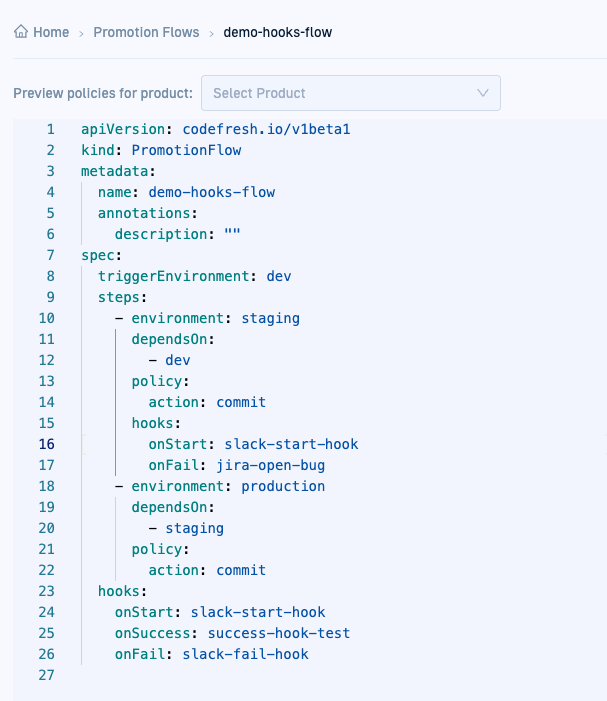 Home > Promotion Flows > demo-hooks-flow
Preview policies for product: Select Product
1 apiVersion: codefresh.io/v1beta1
2 kind: PromotionFlow
3 metadata:
4   name: demo-hooks-flow
5   annotations:
6     description: ""
7 spec:
8   triggerEnvironment: dev
9   steps:
10     - environment: staging
11       dependsOn:
12         - dev
13       policy:
14         action: commit
15       hooks:
16         onStart: slack-start-hook
17         onFail: jira-open-bug
18     - environment: production
19       dependsOn:
20         - staging
21       policy:
22         action: commit
23   hooks:
24     onStart: slack-start-hook
25     onSuccess: success-hook-test
26     onFail: slack-fail-hook
27